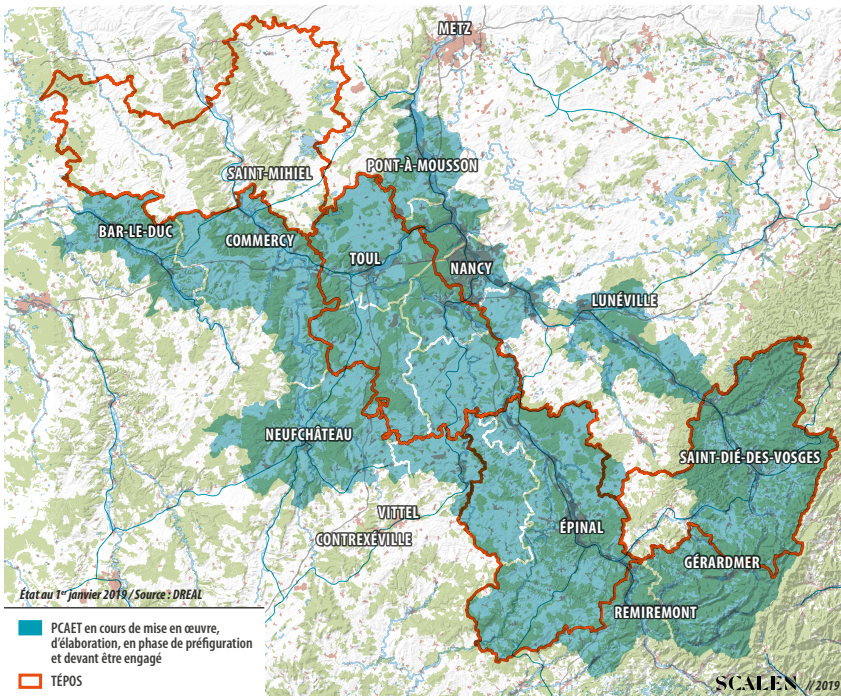 METZ
PONT-À-MOUSSON
SAINT-MIHIEL
BAR-LE-DUC
COMMERCY
TOUL
NANCY
LUNÉVILLE
NEUFCHÂTEAU
SAINT-DIÉ-DES-VOSGES
VITTEL
CONTREXÉVILLE
ÉPINAL
GÉRARDMER
REMIREMONT
État au 1er janvier 2019 / Source : DREAL
PCAET en cours de mise en œuvre,
d'élaboration, en phase de préfiguration
et devant être engagé
TÉPOS
SCALEN // 2019